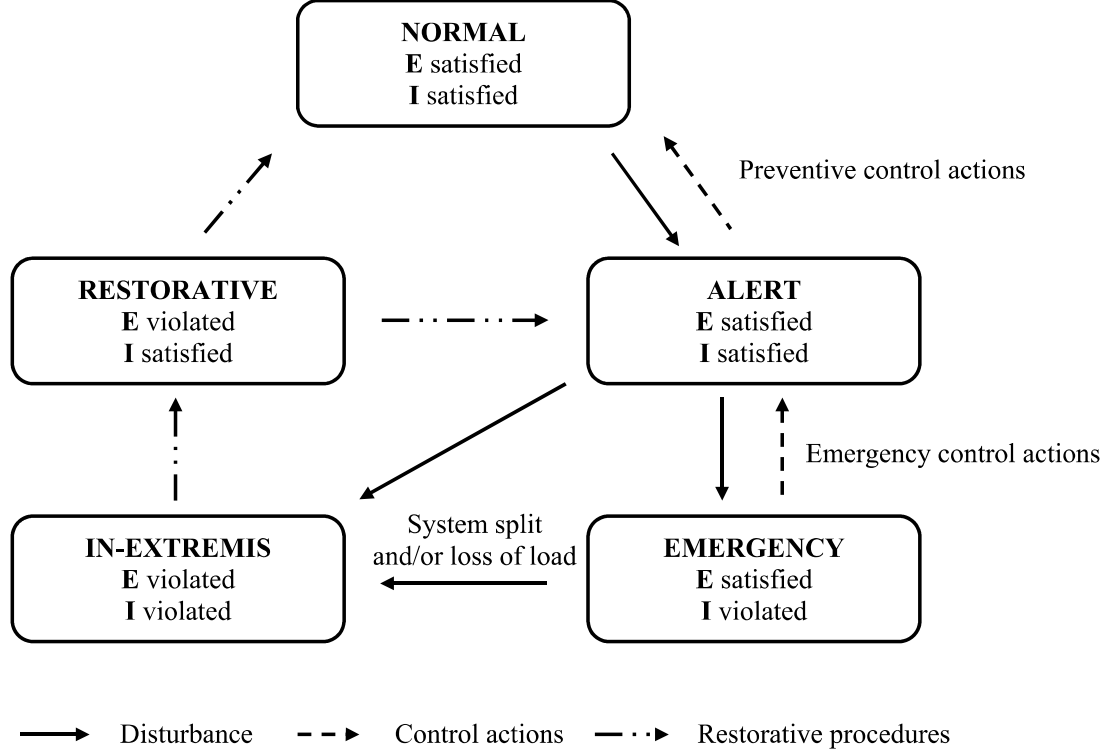 NORMAL
E satisfied
I satisfied
Preventive control actions
RESTORATIVE
E violated
I satisfied
ALERT
E satisfied
I satisfied
Emergency control actions
System split
and/or loss of load
IN-EXTREMIS
E violated
I violated
EMERGENCY
E satisfied
I violated
Disturbance
Control actions
Restorative procedures